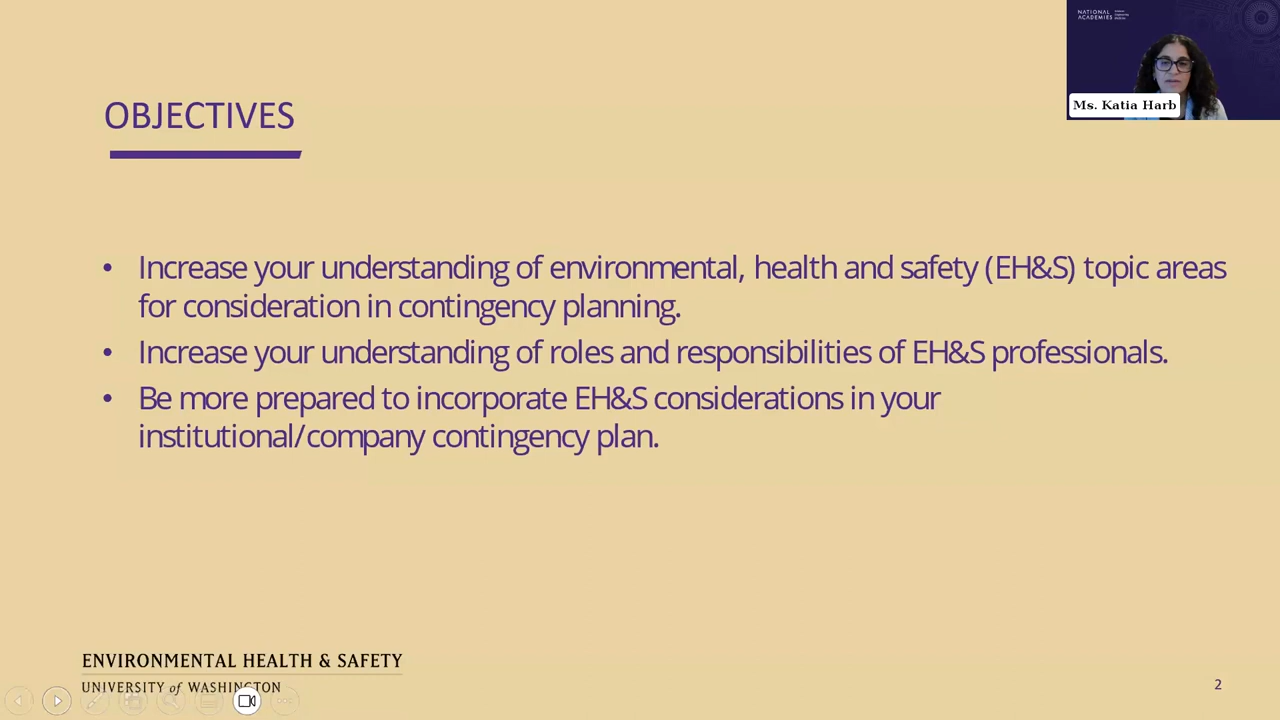 NATIONAL
ACADEMIES
Ms. Katia Harb
OBJECTIVES
• Increase your understanding of environmental, health and safety (EH&S) topic areas
for consideration in contingency planning.
• Increase your understanding of roles and responsibilities of EH&S professionals.
• Be more prepared to incorporate EH&S considerations in your
institutional/company contingency plan.
ENVIRONMENTAL HEALTH & SAFETY
UNIVERSITY of WASHINGTON
2